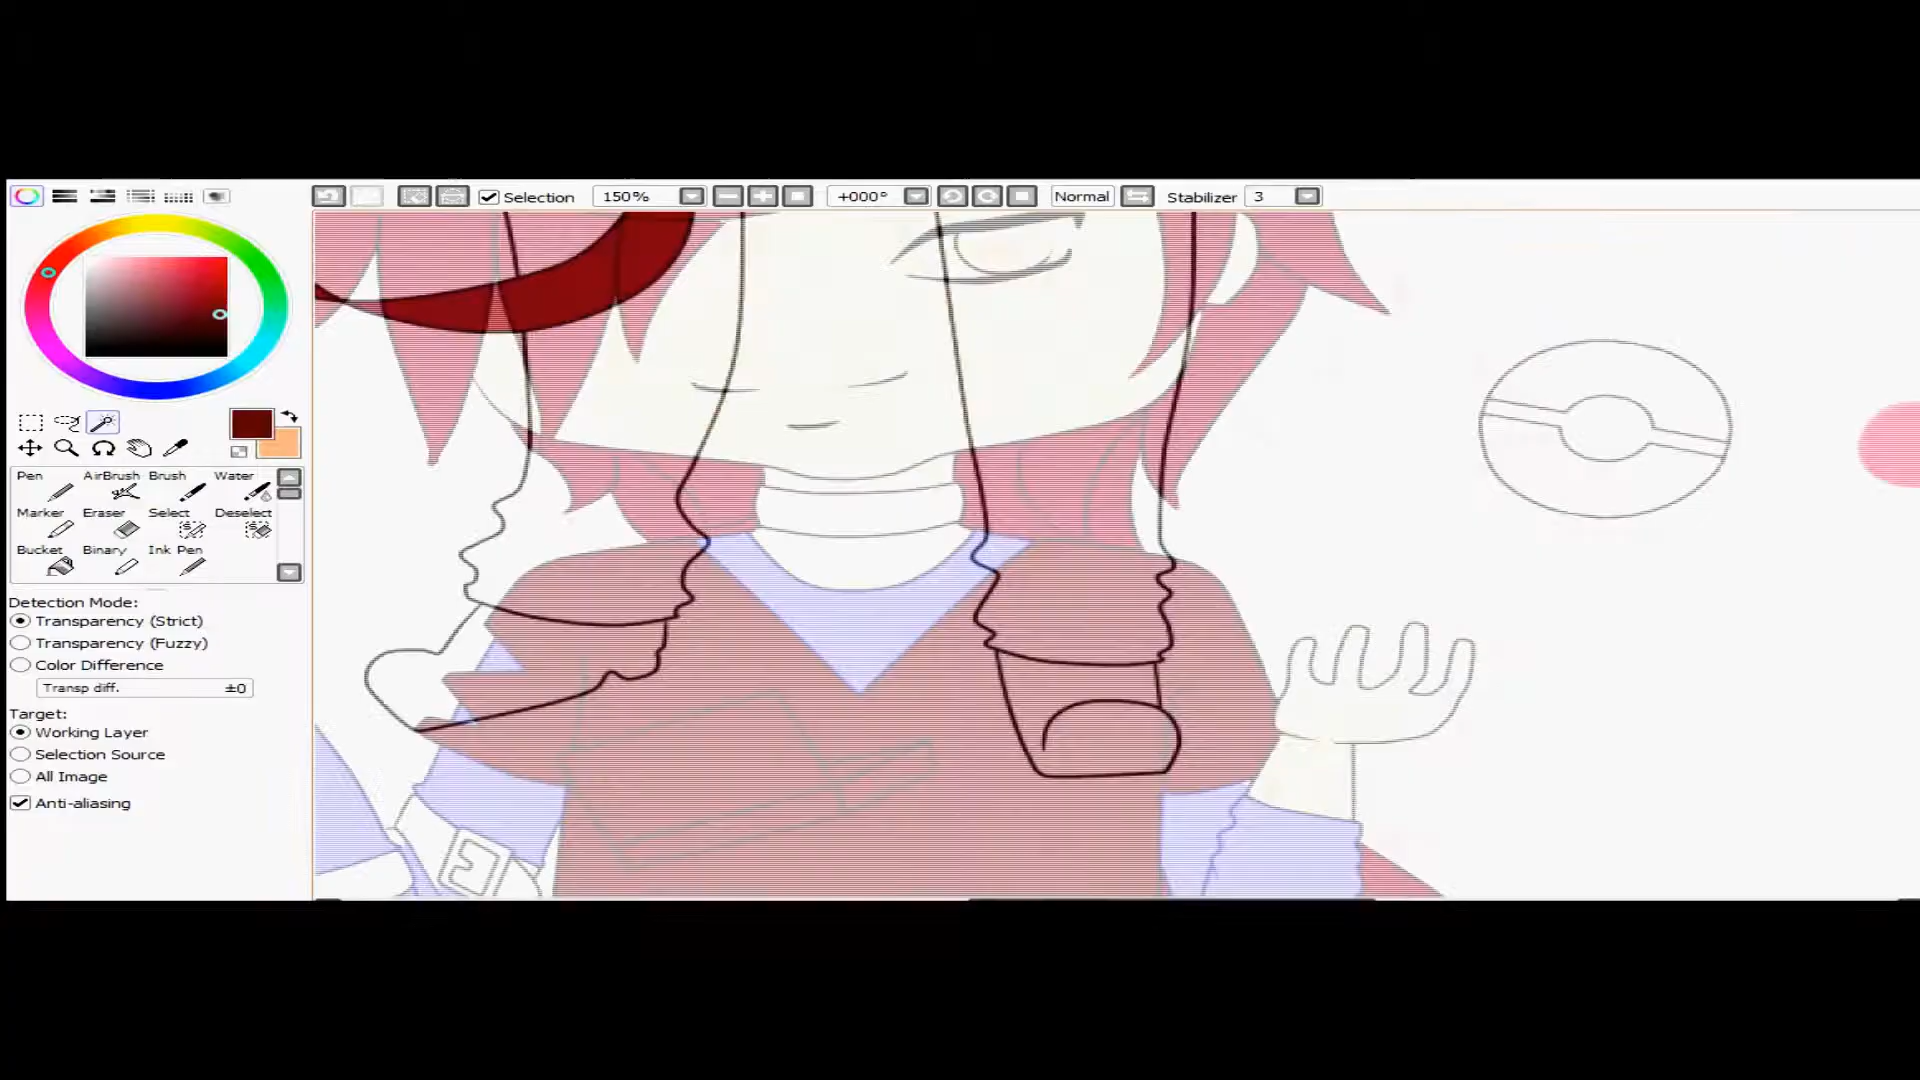 Selection 150% +000° Normal Stabilizer 3
Pen AirBrush Brush Water
Marker Eraser Select Deselect
Bucket Binary Ink Pen
Detection Mode:
Transparency (Strict)
Transparency (Fuzzy)
Color Difference
Transp diff. ±0
Target:
Working Layer
Selection Source
All Image
Anti-aliasing